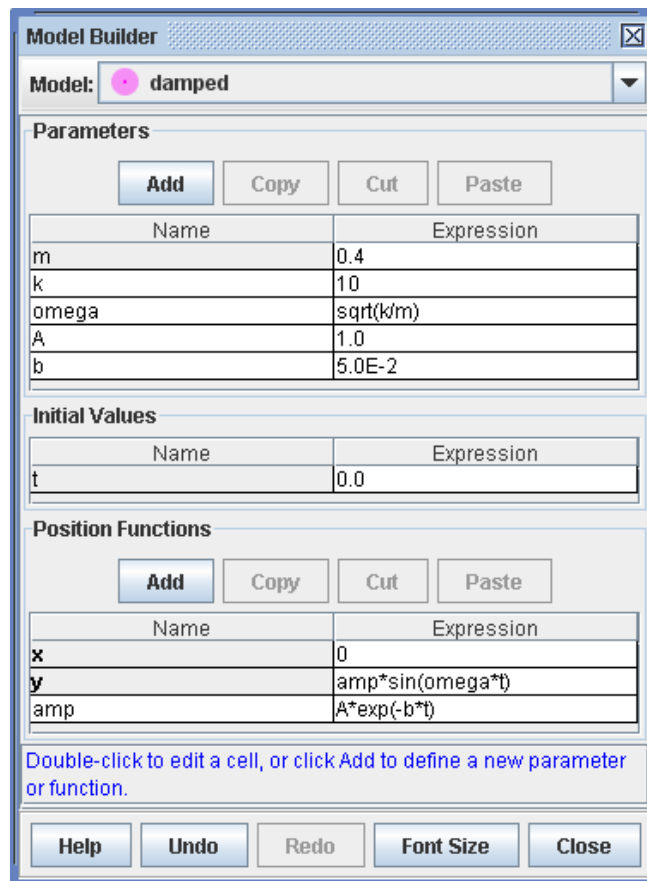 Model Builder
Model: damped
Parameters
Add Copy Cut Paste
Name Expression
m 0.4
k 10
omega sqrt(k/m)
A 1.0
b 5.0E-2
Initial Values
Name Expression
t 0.0
Position Functions
Add Copy Cut Paste
Name Expression
x 0
y amp*sin(omega*t)
amp A*exp(-b*t)
Double-click to edit a cell, or click Add to define a new parameter
or function.
Help Undo Redo Font Size Close